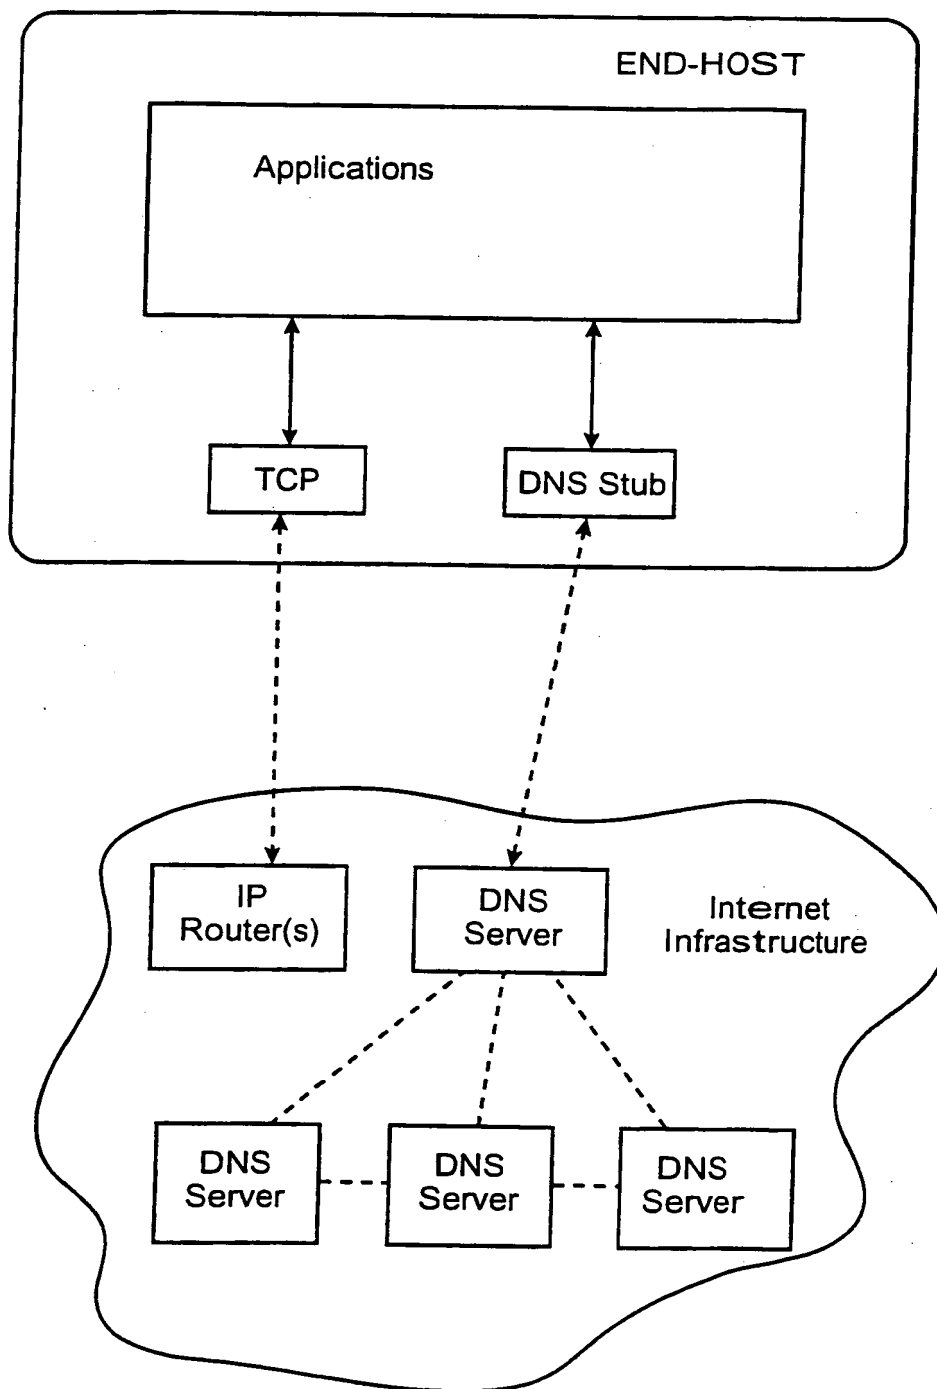 END-HOST
Applications
TCP
DNS Stub
IP
Router(s)
DNS
Server
Internet
Infrastructure
DNS
Server
DNS
Server
DNS
Server